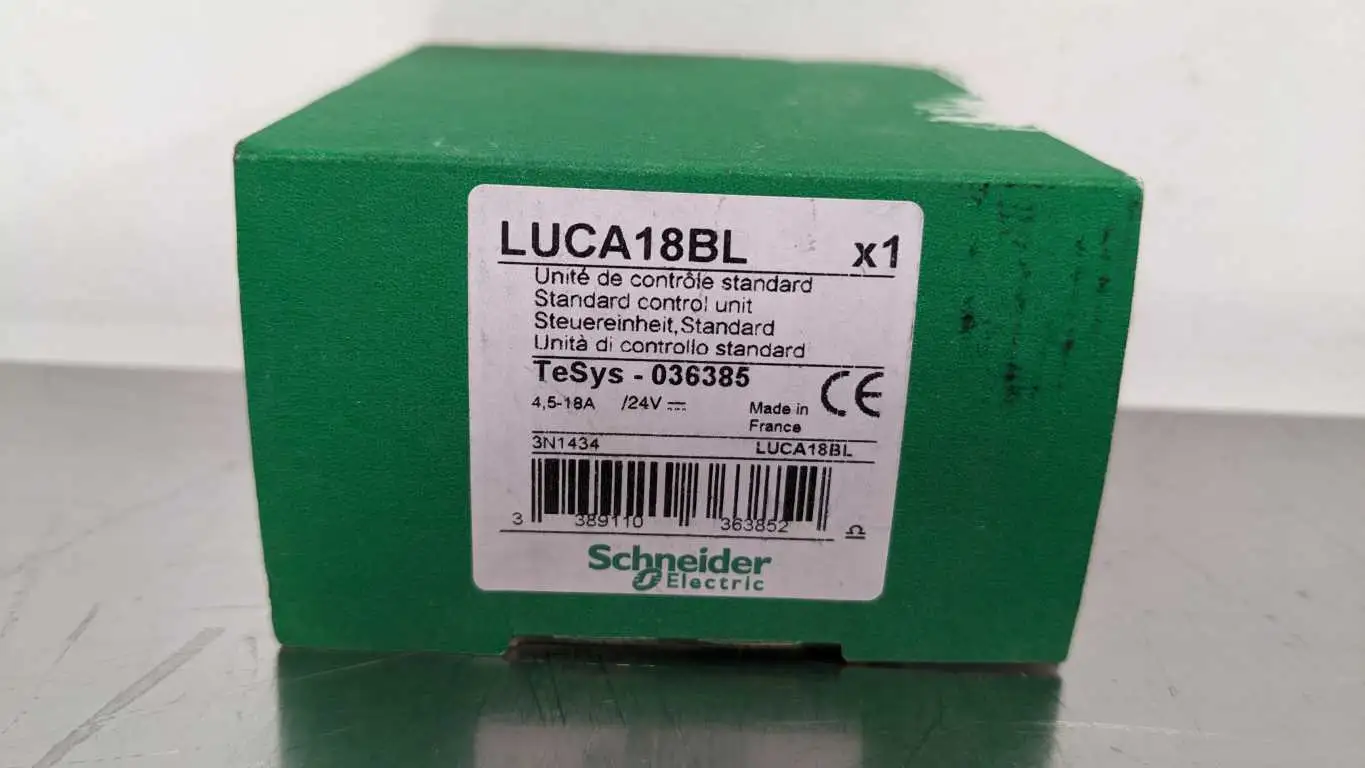 LUCA18BL x1
Unité de contrôle standard
Standard control unit
Steuereinheit,Standard
Unità di controllo standard
TeSys - 036385
4,5-18A /24V ⎓
Made in
France
CE
3N1434 LUCA18BL
3 389110 363852
Schneider
Electric